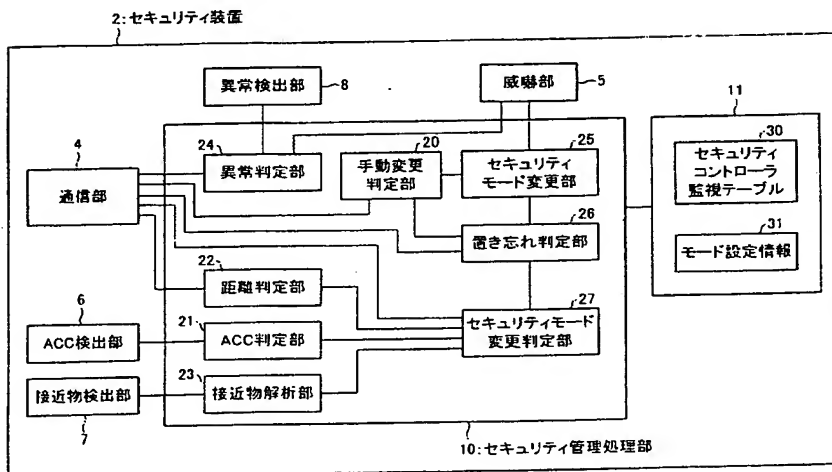 2:セキュリティ装置
異常検出部
8
威嚇部
5
11
4
通信部
24
異常判定部
20
手動変更
判定部
25
セキュリティ
モード変更部
30
セキュリティ
コントローラ
監視テーブル
26
置き忘れ判定部
31
モード設定情報
22
距離判定部
27
セキュリティモード
変更判定部
6
ACC検出部
21
ACC判定部
23
接近物検出部
接近物解析部
7
10:セキュリティ管理処理部